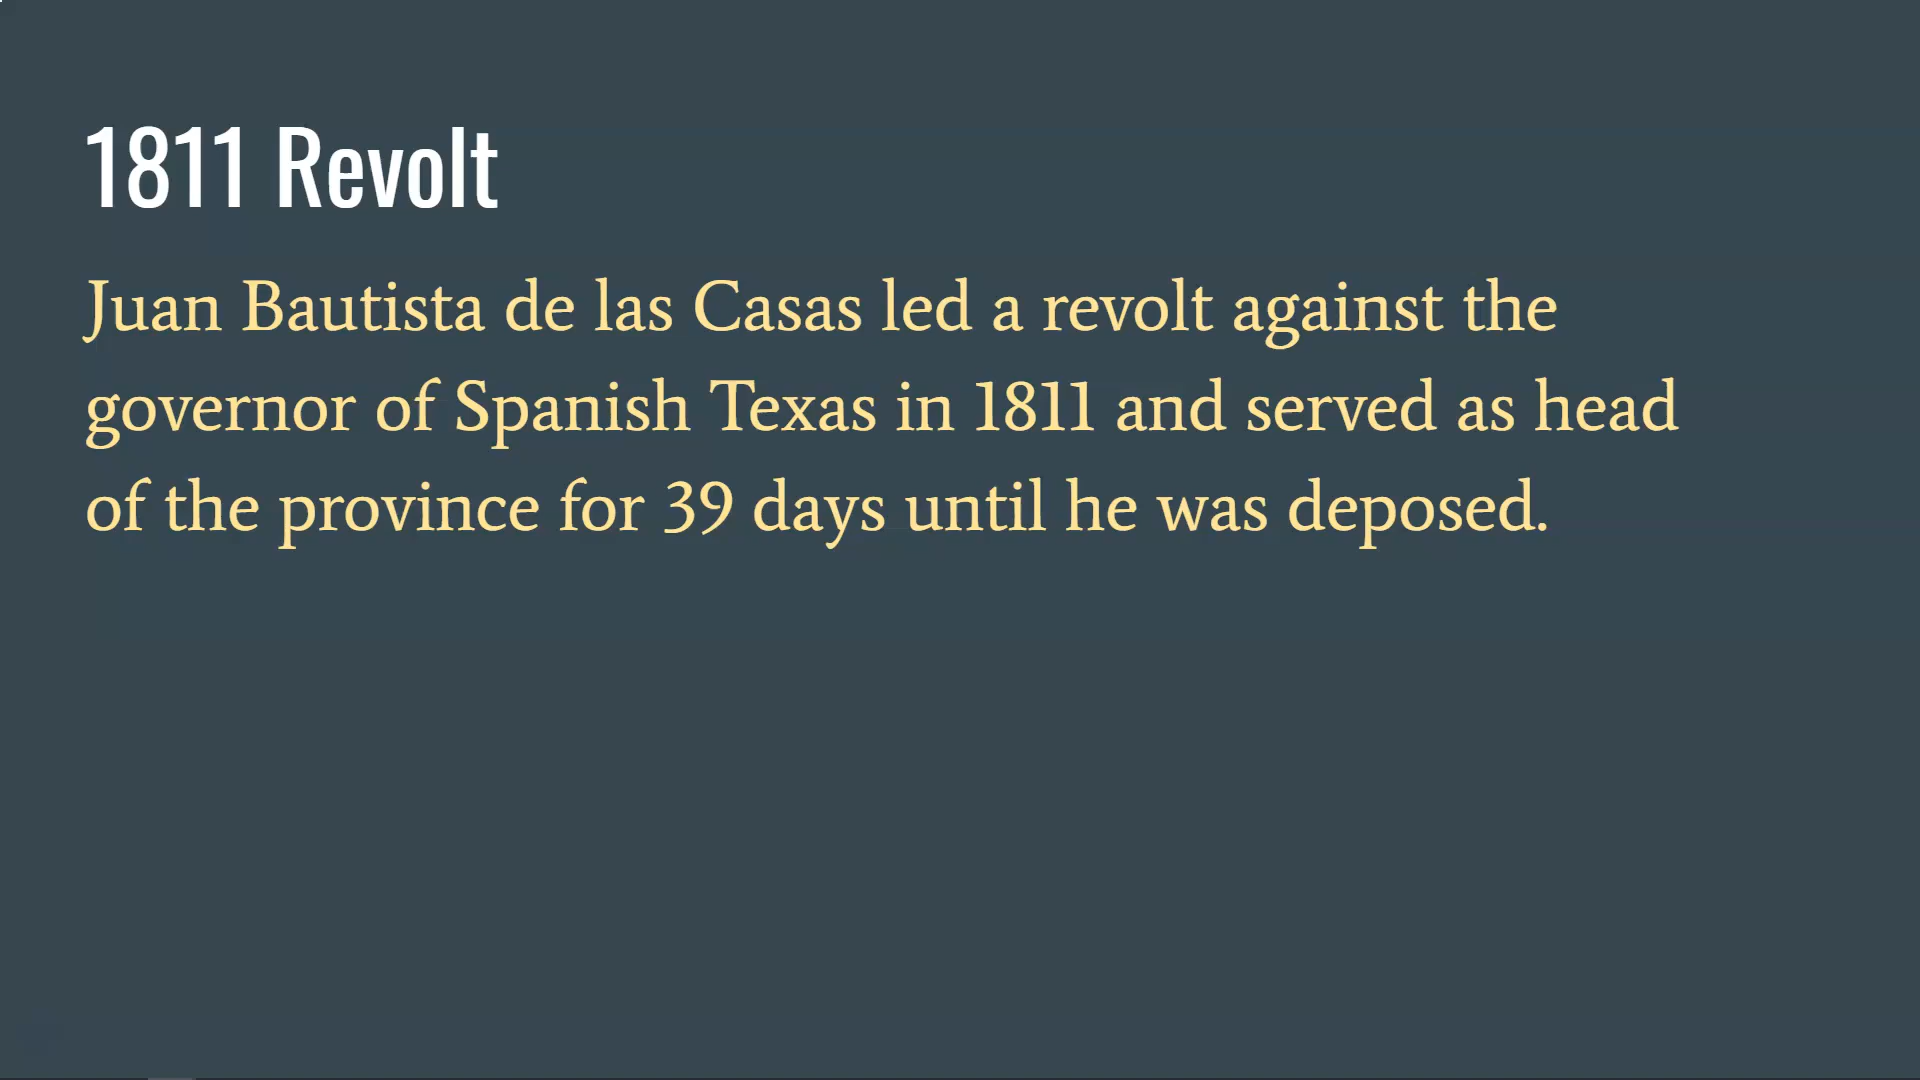 1811 Revolt
Juan Bautista de las Casas led a revolt against the
governor of Spanish Texas in 1811 and served as head
of the province for 39 days until he was deposed.